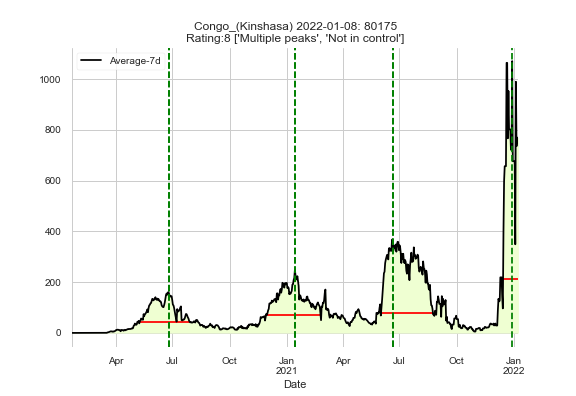 Congo_(Kinshasa) 2022-01-08: 80175
Rating:8 ['Multiple peaks', 'Not in control']
Average-7d
1000
800
600
400
200
0
Apr Jul Oct Jan Apr Jul Oct Jan
2021 2022
Date